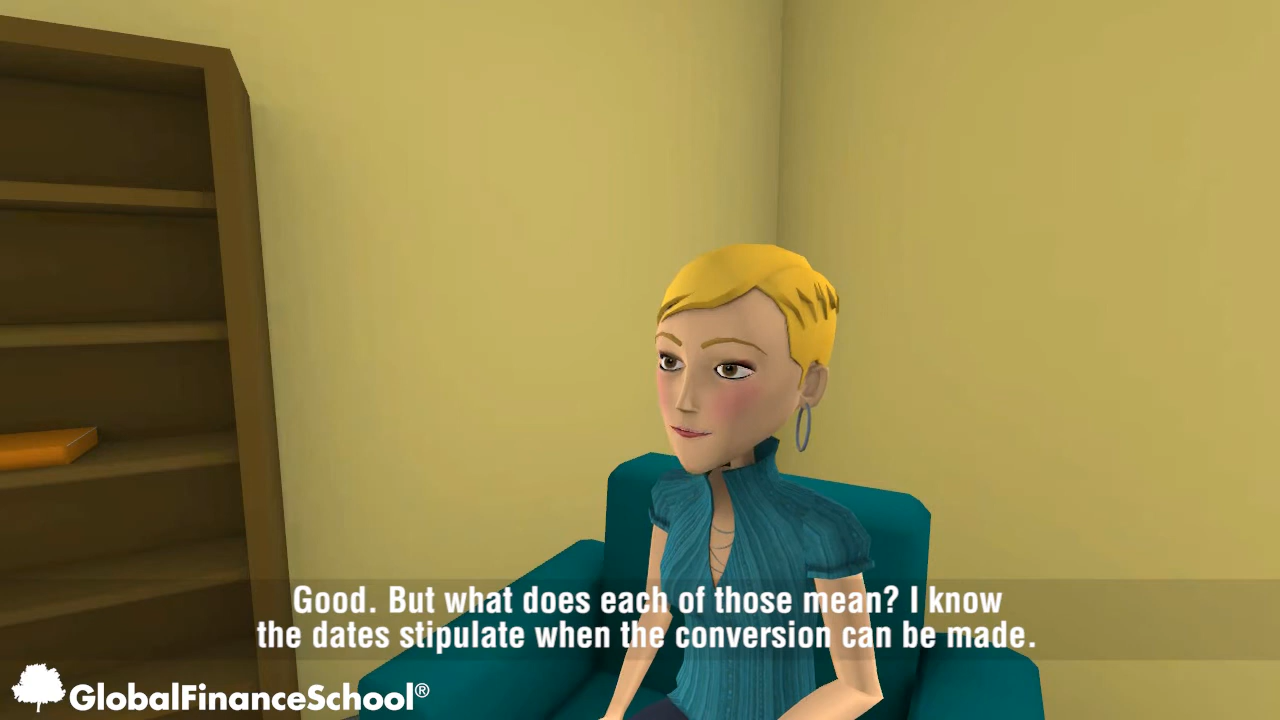 Good. But what does each of those mean? I know
the dates stipulate when the conversion can be made.
GlobalFinanceSchool®